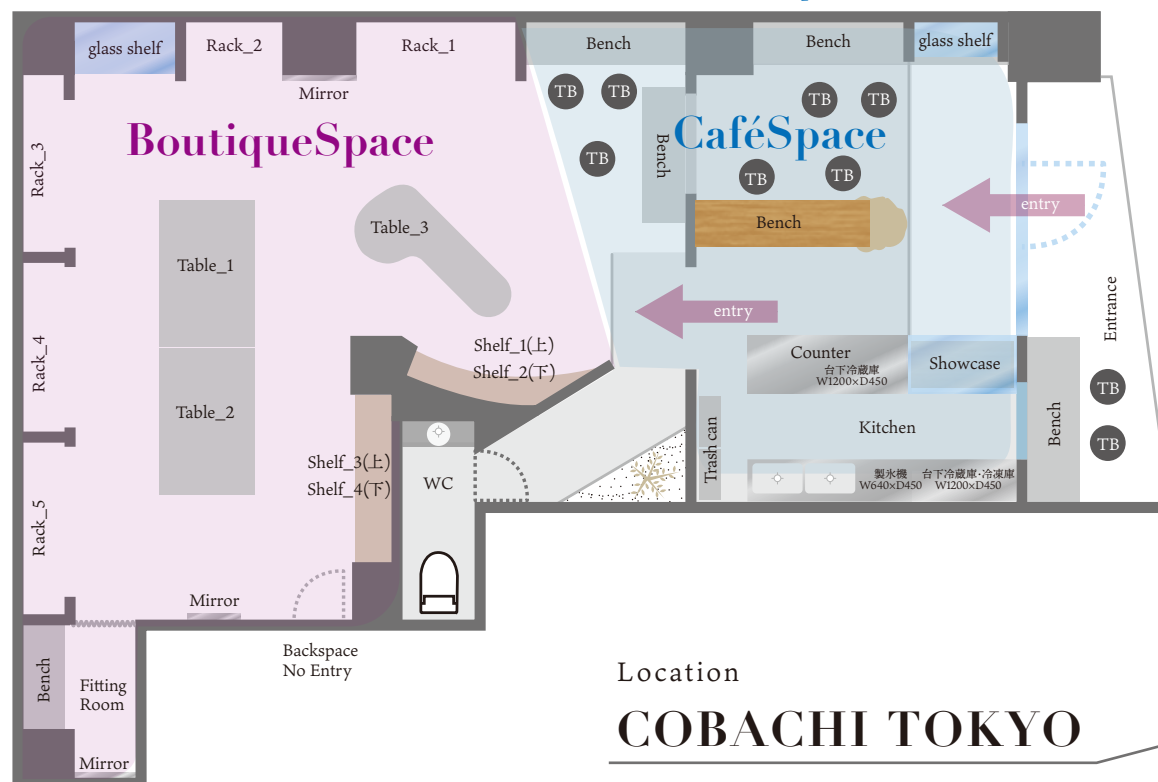 glass shelf
Rack_2
Rack_1
Bench
Bench
glass shelf
Mirror
TB
TB
TB
TB
TB
BoutiqueSpace
CaféSpace
Rack_3
Bench
TB
TB
entry
Bench
Table_3
Table_1
entry
Entrance
Rack_4
Shelf_1(上)
Shelf_2(下)
Counter
台下冷蔵庫
W1200×D450
Showcase
TB
Table_2
Kitchen
Bench
TB
Trash can
Shelf_3(上)
Shelf_4(下)
WC
製氷機
W640×D450
台下冷蔵庫·冷凍庫
W1200×D450
Rack_5
Mirror
Backspace
No Entry
Bench
Fitting
Room
Mirror
Location
COBACHI TOKYO